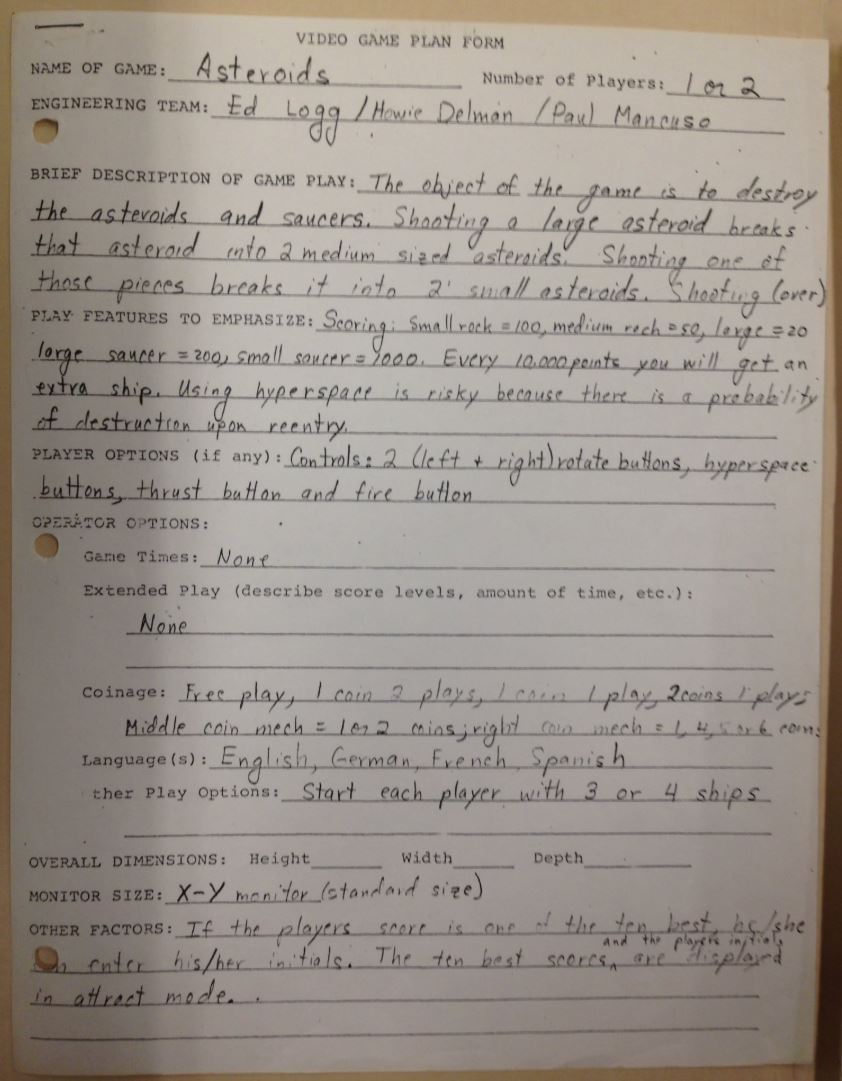 VIDEO GAME PLAN FORM
NAME OF GAME: Asteroids Number of Players: 1 or 2
ENGINEERING TEAM: Ed Logg / Howie Delman / Paul Mancuso
BRIEF DESCRIPTION OF GAME PLAY: The object of the game is to destroy
the asteroids and saucers. Shooting a large asteroid breaks
that asteroid into 2 medium sized asteroids. Shooting one of
those pieces breaks it into 2 small asteroids. Shooting (over)
PLAY FEATURES TO EMPHASIZE: Scoring: Small rock = 100, medium rock = 50, large = 20
large saucer = 200, small saucer = 1000. Every 10,000 points you will get an
extra ship. Using hyperspace is risky because there is a probability
of destruction upon reentry.
PLAYER OPTIONS (if any): Controls: 2 (left + right) rotate buttons, hyperspace
buttons, thrust button and fire button
OPERATOR OPTIONS:
Game Times: None
Extended Play (describe score levels, amount of time, etc.):
None
Coinage: Free play, 1 coin 2 plays, 1 coin 1 play, 2 coins 1 plays
Middle coin mech = 1 or 2 coins; right coin mech = 1, 4, 5 or 6 coins
Language(s): English, German, French, Spanish
ther Play Options: Start each player with 3 or 4 ships
OVERALL DIMENSIONS: Height Width Depth
MONITOR SIZE: X-Y monitor (standard size)
OTHER FACTORS: If the players score is one of the ten best, he/she
enter his/her initials. The ten best scores, and the players initials are displayed
in attract mode.